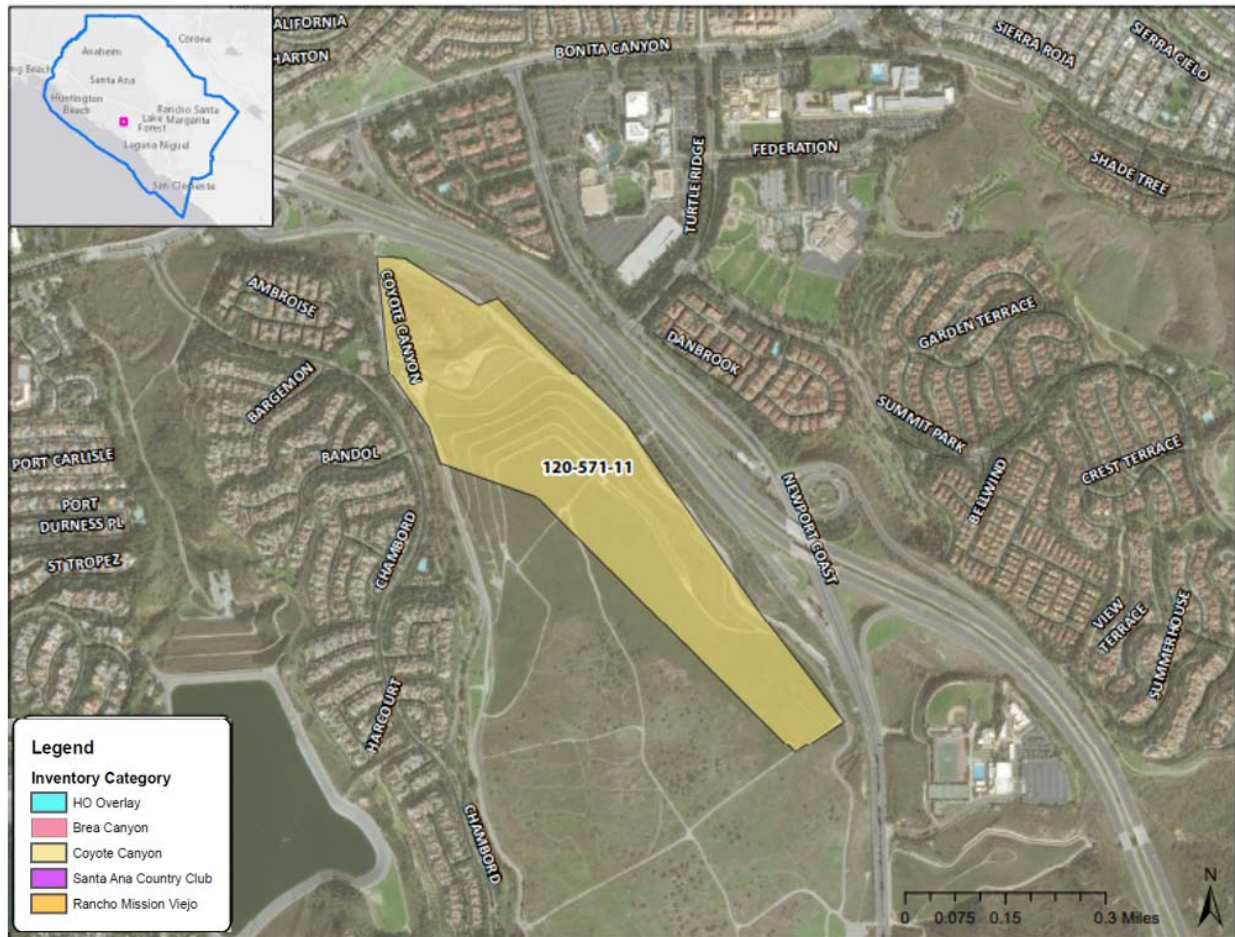 ALIFORNIA
HARTON
BONITA CANYON
SIERRA ROJA
SIERRA CIELO
Corona
Anaheim
ng Beach
Santa Ana
Huntington
Beach
Rancho Santa
Lake Margarita
Forest
Laguna Niguel
San Clemente
TURTLE RIDGE
FEDERATION
SHADE TREE
COYOTE CANYON
AMBROISE
GARDEN TERRACE
DANBROOK
BARGEMON
SUMMIT PARK
CREST TERRACE
PORT CARLISLE
BANDOL
120-571-11
BELLWIND
NEWPORT COAST
PORT
DURNESS PL
CHAMBORD
ST TROPEZ
VIEW
TERRACE
SUMMERHOUSE
HARCOURT
CHAMBORD
Legend
Inventory Category
HO Overlay
Brea Canyon
Coyote Canyon
Santa Ana Country Club
Rancho Mission Viejo
N
0 0.075 0.15 0.3 Miles